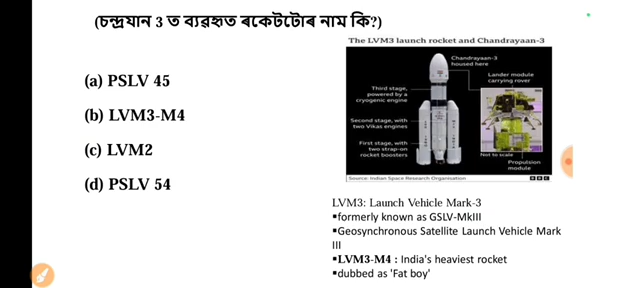 (চন্দ্ৰযান 3 ত ব্যৱহৃত ৰকেটটোৰ নাম কি?)
The LVM3 launch rocket and Chandrayaan-3
(a) PSLV 45
(b) LVM3-M4
(c) LVM2
(d) PSLV 54
Chandrayaan-3
housed here
Lander module
carrying rover
Third stage,
powered by a
cryogenic engine
Second stage, with
two Vikas engines
First stage, with
two strap-on
rocket boosters
Not to scale
Propulsion
module
Source: Indian Space Research Organisation
BBC
LVM3: Launch Vehicle Mark-3
▪formerly known as GSLV-MkIII
▪Geosynchronous Satellite Launch Vehicle Mark
III
▪LVM3-M4 : India's heaviest rocket
▪dubbed as 'Fat boy'